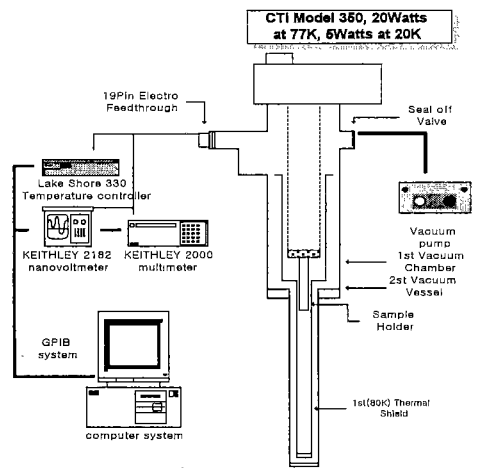 CTI Model 350, 20Watts
at 77K, 5Watts at 20K
19Pin Electro
Feedthrough
Seal off
Valve
Lake Shore 330
Temperature controller
KEITHLEY 2182
nanovoltmeter
KEITHLEY 2000
multimeter
Vacuum
pump
1st Vacuum
Chamber
2st Vacuum
Vessel
Sample
Holder
GPIB
system
1st(80K) Thermal
Shield
computer system